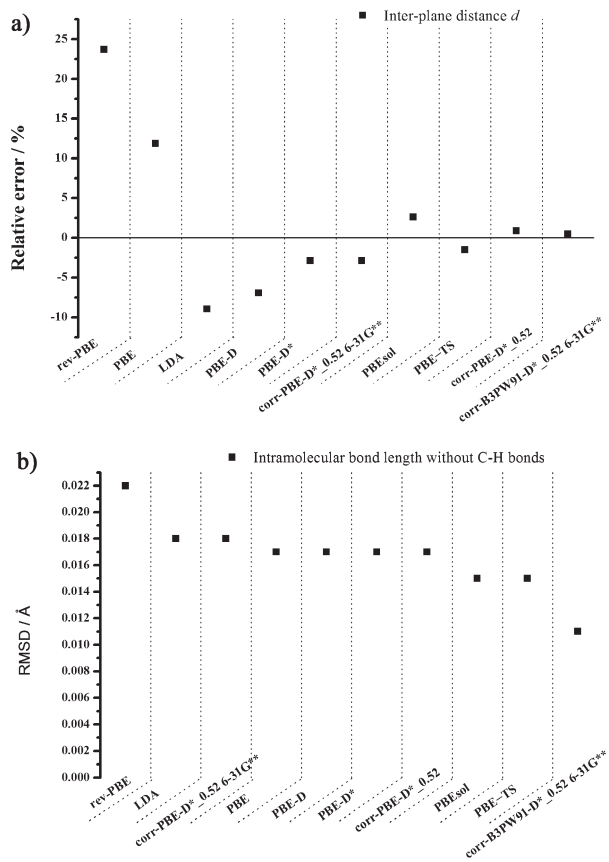 a)
Inter-plane distance d
Relative error / %
25
20
15
10
5
0
-5
-10
rev-PBE
PBE
LDA
PBE-D
PBE-D*
corr-PBE-D*_0.52 6-31G**
PBEsol
PBE-TS
corr-PBE-D*_0.52
corr-B3PW91-D*_0.52 6-31G**
b)
Intramolecular bond length without C-H bonds
RMSD / Å
0.022
0.020
0.018
0.016
0.014
0.012
0.010
0.008
0.006
0.004
0.002
0.000
rev-PBE
LDA
corr-PBE-D*_0.52 6-31G**
PBE
PBE-D
PBE-D*
corr-PBE-D*_0.52
PBEsol
PBE-TS
corr-B3PW91-D*_0.52 6-31G**